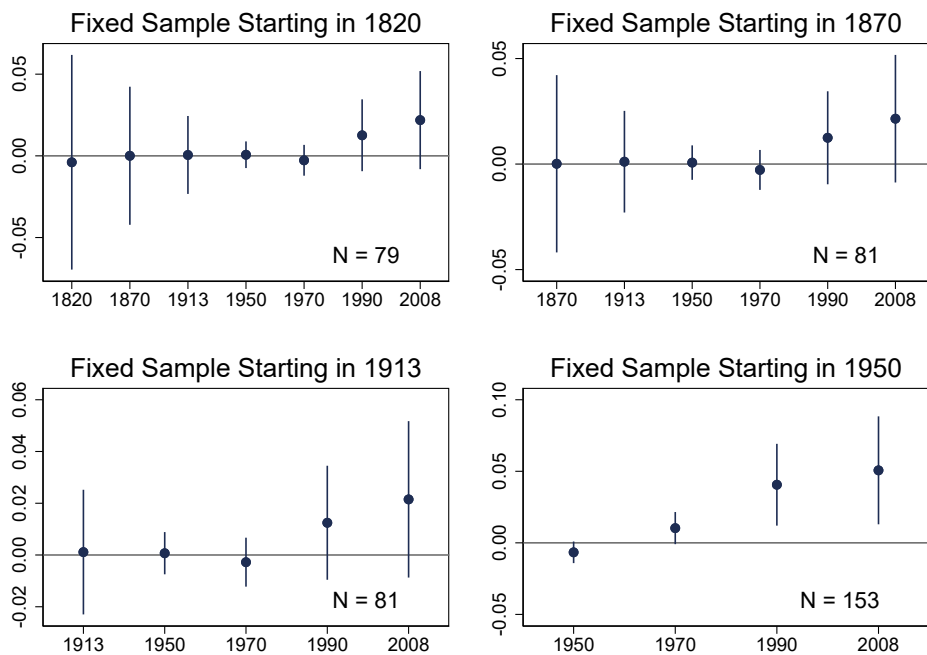 Fixed Sample Starting in 1820
0.05
0.00
-0.05
N = 79
1820 1870 1913 1950 1970 1990 2008
Fixed Sample Starting in 1870
0.05
0.00
-0.05
N = 81
1870 1913 1950 1970 1990 2008
Fixed Sample Starting in 1913
0.06
0.04
0.02
0.00
-0.02
N = 81
1913 1950 1970 1990 2008
Fixed Sample Starting in 1950
0.10
0.05
0.00
-0.05
N = 153
1950 1970 1990 2008